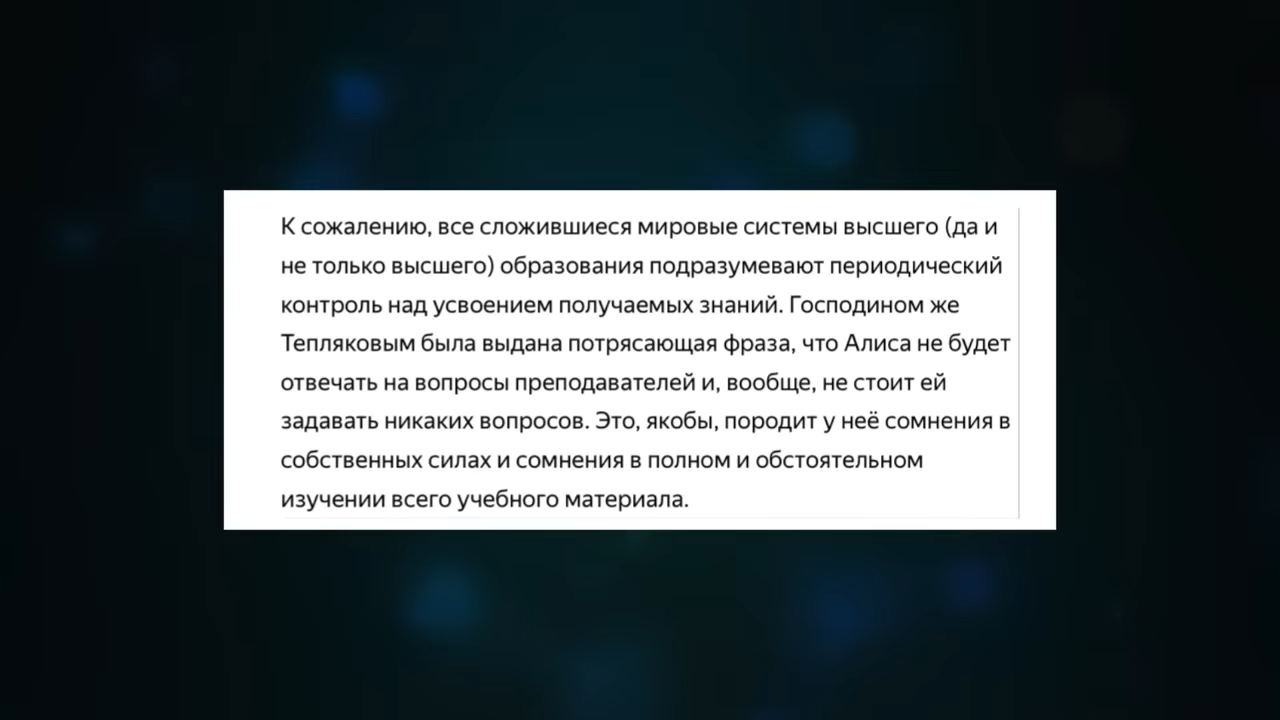 К сожалению, все сложившиеся мировые системы высшего (да и
не только высшего) образования подразумевают периодический
контроль над усвоением получаемых знаний. Господином же
Тепляковым была выдана потрясающая фраза, что Алиса не будет
отвечать на вопросы преподавателей и, вообще, не стоит ей
задавать никаких вопросов. Это, якобы, породит у неё сомнения в
собственных силах и сомнения в полном и обстоятельном
изучении всего учебного материала.